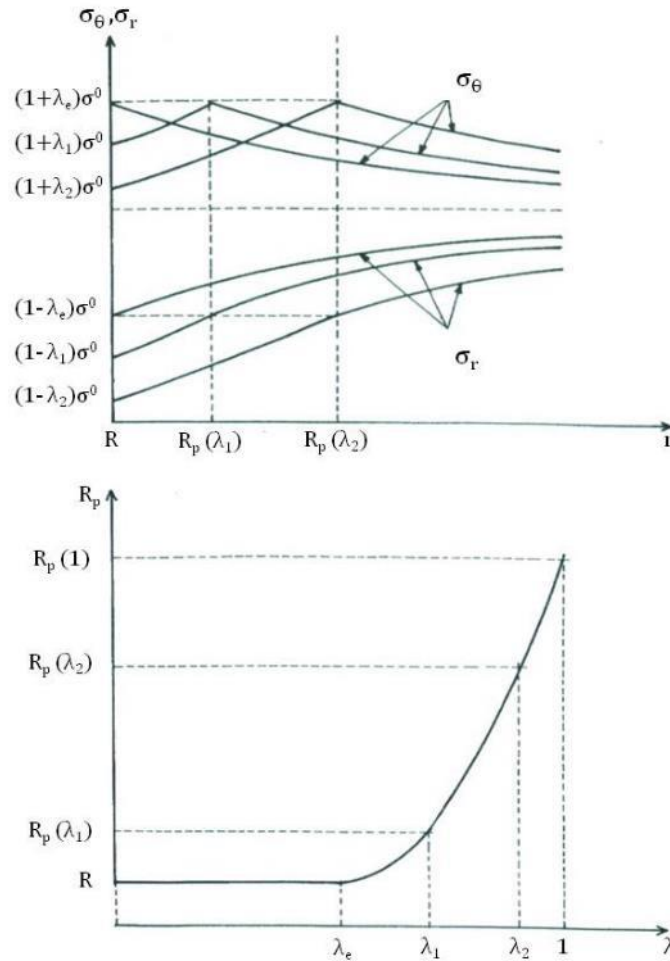 σθ,σr
(1+λe)σ⁰
(1+λ1)σ⁰
(1+λ2)σ⁰
σθ
(1-λe)σ⁰
(1-λ1)σ⁰
(1-λ2)σ⁰
σr
R Rp(λ1) Rp(λ2) r
Rp
Rp(1)
Rp(λ2)
Rp(λ1)
R
λe λ1 λ2 1 λ